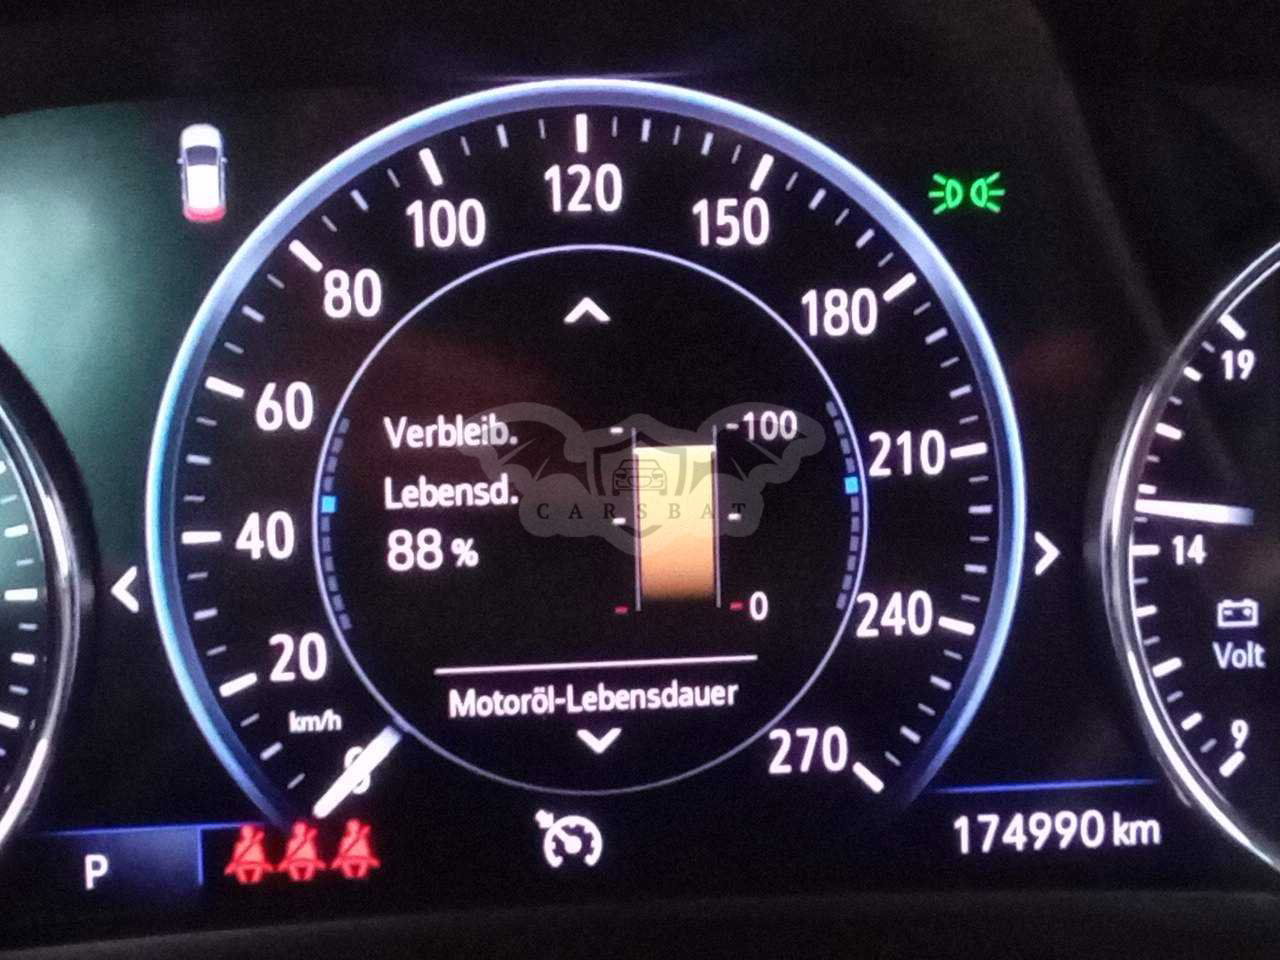 120
100
150
80
180
60
Verbleib.
-100
210
Lebensd.
CARSBAT
88 %
40
-0
240
20
km/h
Motoröl-Lebensdauer
0
270
19
14
Volt
9
P
174990 km